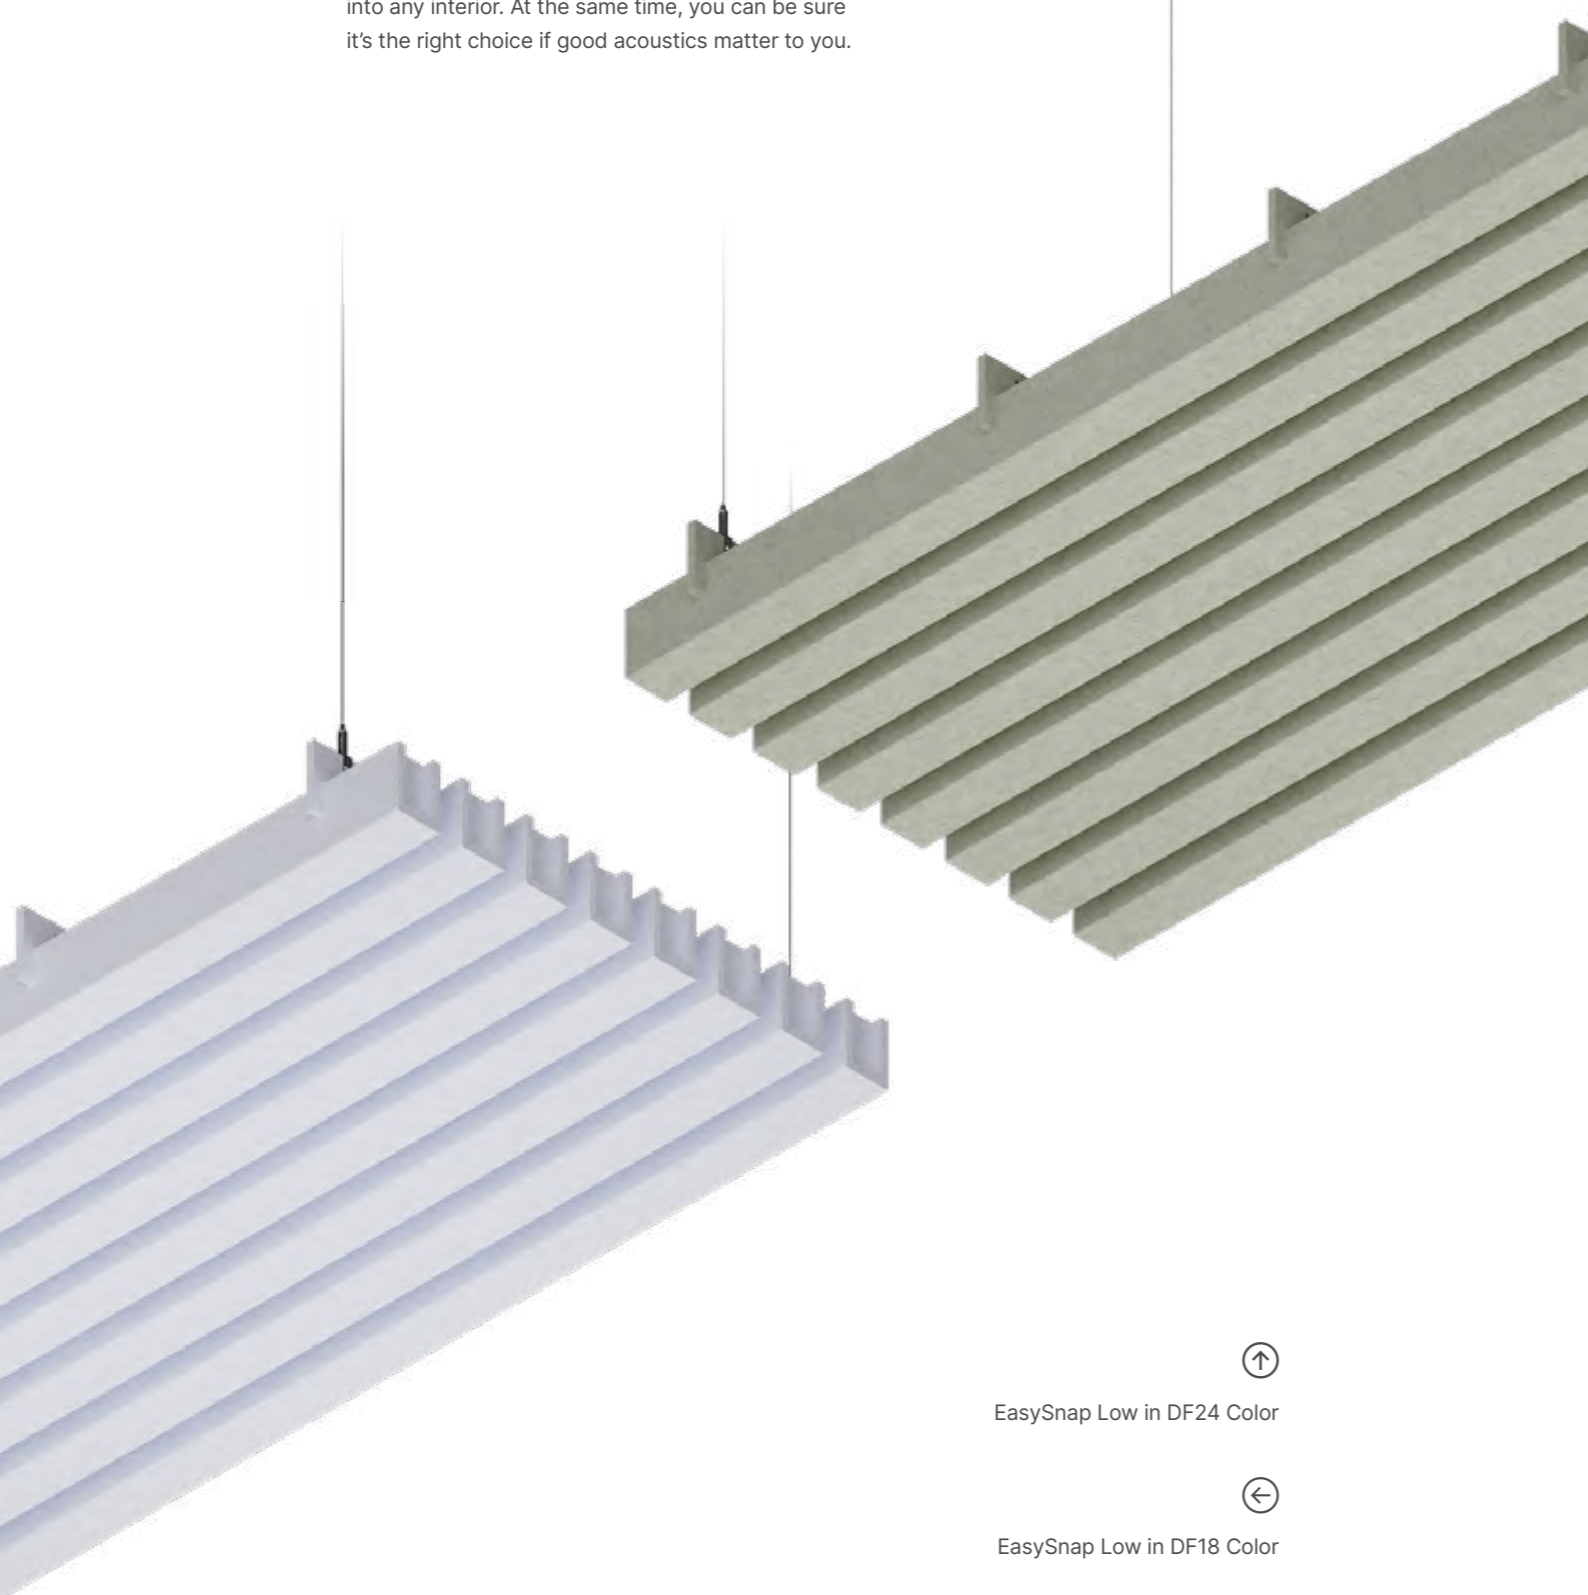 into any interior. At the same time, you can be sure
it’s the right choice if good acoustics matter to you.
EasySnap Low in DF24 Color
EasySnap Low in DF18 Color